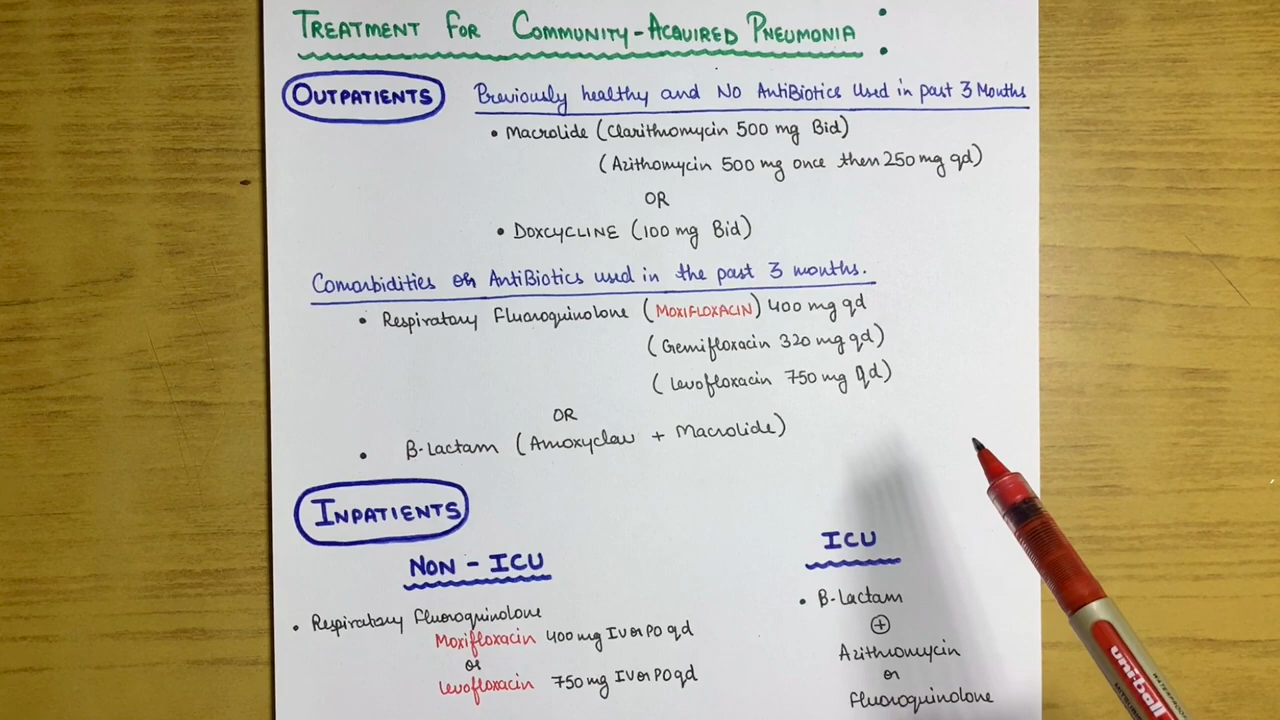 TREATMENT FOR COMMUNITY-ACQUIRED PNEUMONIA :
OUTPATIENTS
Previously healthy and NO AntiBiotics Used in past 3 Months
• Macrolide (Clarithromycin 500 mg Bid)
(Azithomycin 500 mg once then 250 mg qd)
OR
• DOXCYCLINE (100 mg Bid)
Comorbidities or AntiBiotics used in the past 3 months.
• Respiratory Fluoroquinolone (MOXIFLOXACIN) 400 mg qd
(Gemifloxacin 320 mg qd)
(Levofloxacin 750 mg qd)
OR
• β-Lactam (Amoxyclav + Macrolide)
INPATIENTS
NON - ICU
• Respiratory Fluoroquinolone
Moxifloxacin 400 mg IV or PO qd
or
Levofloxacin 750 mg IV or PO qd
ICU
• β-Lactam
+
Azithromycin
or
Fluoroquinolone
uni-ball